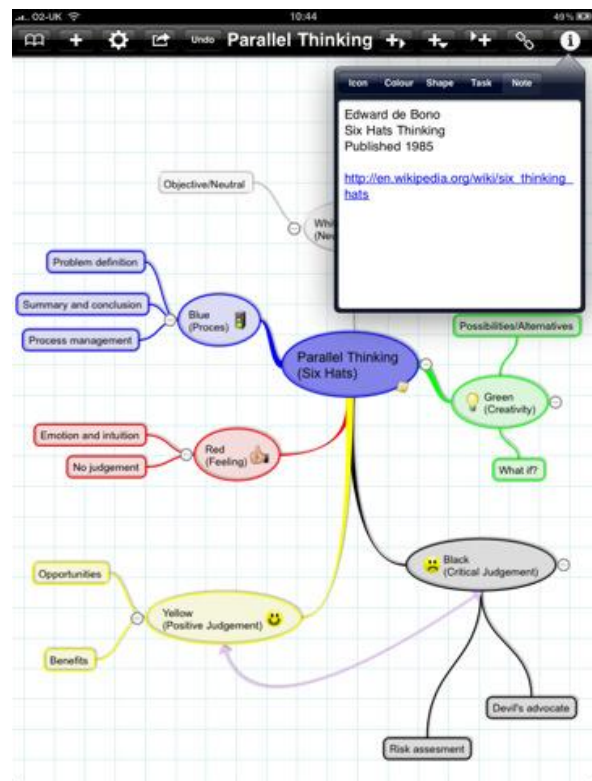 O2-UK 10:44 49%
Undo Parallel Thinking
Icon Colour Shape Task Note
Edward de Bono
Six Hats Thinking
Published 1985
http://en.wikipedia.org/wiki/six_thinking_
hats
Objective/Neutral
Problem definition
Summary and conclusion
Process management
Blue
(Proces)
Parallel Thinking
(Six Hats)
Possibilities/Alternatives
Green
(Creativity)
What if?
Emotion and intuition
No judgement
Red
(Feeling)
Black
(Critical Judgement)
Opportunities
Benefits
Yellow
(Positive Judgement)
Devil's advocate
Risk assesment